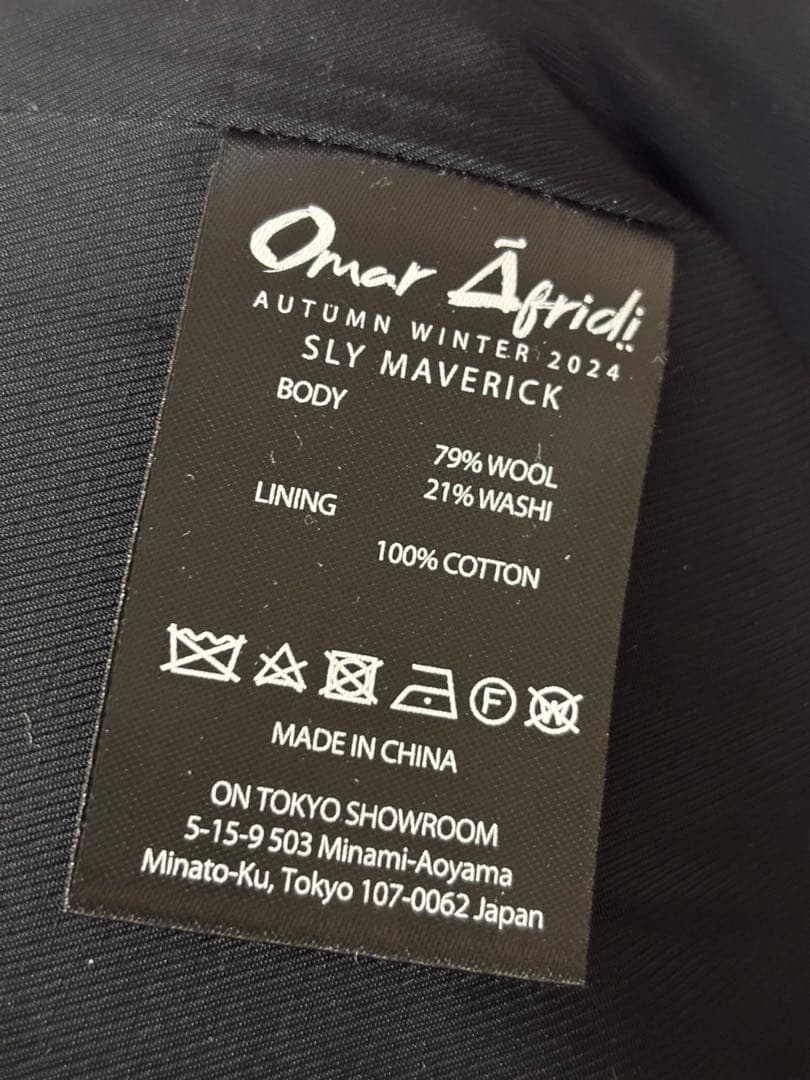 Omar Āfridi
AUTUMN WINTER 2024
SLY MAVERICK
BODY
79% WOOL
21% WASHI
LINING
100% COTTON
F W
MADE IN CHINA
ON TOKYO SHOWROOM
5-15-9 503 Minami-Aoyama
Minato-Ku, Tokyo 107-0062 Japan